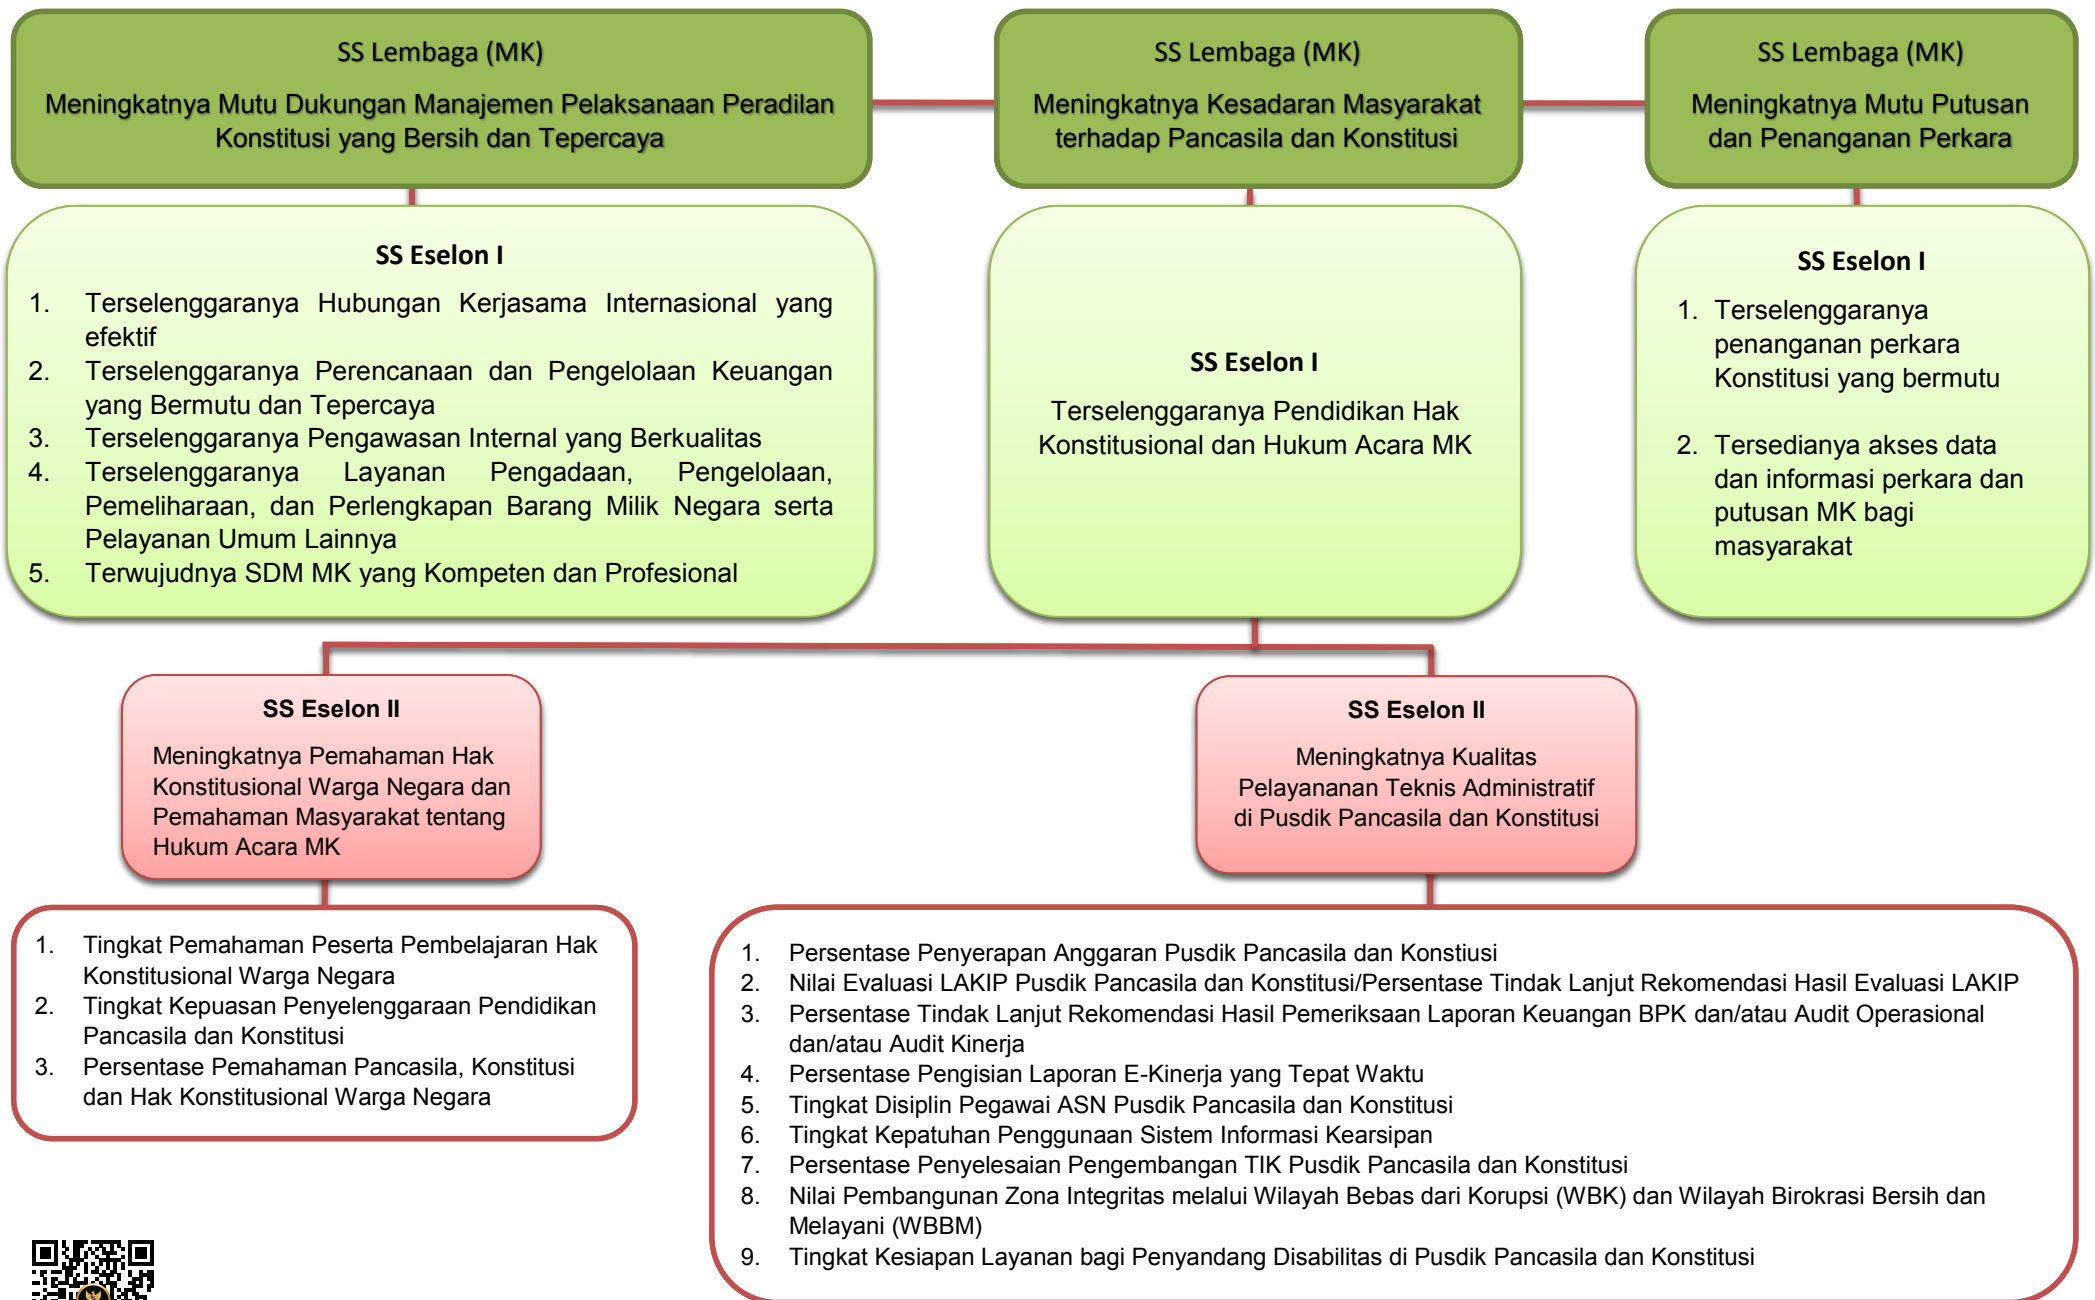 SS Lembaga (MK)
Meningkatnya Mutu Dukungan Manajemen Pelaksanaan Peradilan
Konstitusi yang Bersih dan Tepercaya
SS Lembaga (MK)
Meningkatnya Kesadaran Masyarakat
terhadap Pancasila dan Konstitusi
SS Lembaga (MK)
Meningkatnya Mutu Putusan
dan Penanganan Perkara
SS Eselon I
1. Terselenggaranya Hubungan Kerjasama Internasional yang
efektif
2. Terselenggaranya Perencanaan dan Pengelolaan Keuangan
yang Bermutu dan Tepercaya
3. Terselenggaranya Pengawasan Internal yang Berkualitas
4. Terselenggaranya Layanan Pengadaan, Pengelolaan,
Pemeliharaan, dan Perlengkapan Barang Milik Negara serta
Pelayanan Umum Lainnya
5. Terwujudnya SDM MK yang Kompeten dan Profesional
SS Eselon I
Terselenggaranya Pendidikan Hak
Konstitusional dan Hukum Acara MK
SS Eselon I
1. Terselenggaranya
penanganan perkara
Konstitusi yang bermutu
2. Tersedianya akses data
dan informasi perkara dan
putusan MK bagi
masyarakat
SS Eselon II
Meningkatnya Pemahaman Hak
Konstitusional Warga Negara dan
Pemahaman Masyarakat tentang
Hukum Acara MK
SS Eselon II
Meningkatnya Kualitas
Pelayananan Teknis Administratif
di Pusdik Pancasila dan Konstitusi
1. Tingkat Pemahaman Peserta Pembelajaran Hak
Konstitusional Warga Negara
2. Tingkat Kepuasan Penyelenggaraan Pendidikan
Pancasila dan Konstitusi
3. Persentase Pemahaman Pancasila, Konstitusi
dan Hak Konstitusional Warga Negara
1. Persentase Penyerapan Anggaran Pusdik Pancasila dan Konstiusi
2. Nilai Evaluasi LAKIP Pusdik Pancasila dan Konstitusi/Persentase Tindak Lanjut Rekomendasi Hasil Evaluasi LAKIP
3. Persentase Tindak Lanjut Rekomendasi Hasil Pemeriksaan Laporan Keuangan BPK dan/atau Audit Operasional
dan/atau Audit Kinerja
4. Persentase Pengisian Laporan E-Kinerja yang Tepat Waktu
5. Tingkat Disiplin Pegawai ASN Pusdik Pancasila dan Konstitusi
6. Tingkat Kepatuhan Penggunaan Sistem Informasi Kearsipan
7. Persentase Penyelesaian Pengembangan TIK Pusdik Pancasila dan Konstitusi
8. Nilai Pembangunan Zona Integritas melalui Wilayah Bebas dari Korupsi (WBK) dan Wilayah Birokrasi Bersih dan
Melayani (WBBM)
9. Tingkat Kesiapan Layanan bagi Penyandang Disabilitas di Pusdik Pancasila dan Konstitusi